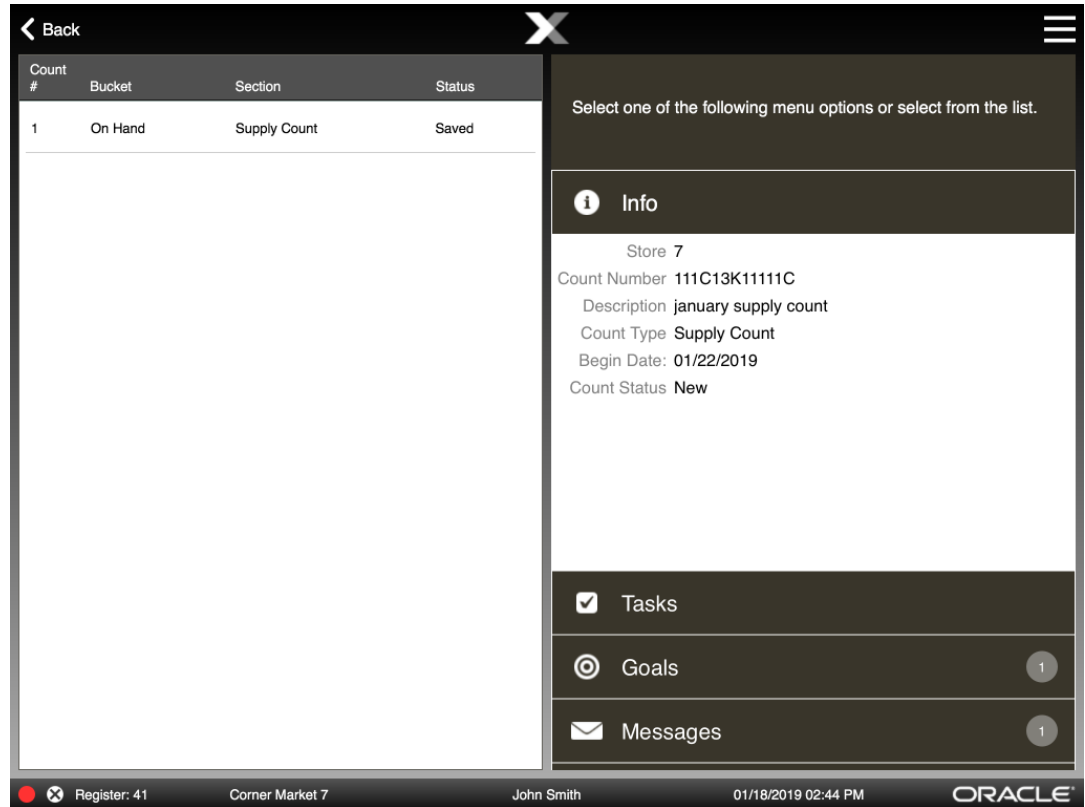 Back
Count
# Bucket Section Status
1 On Hand Supply Count Saved
Select one of the following menu options or select from the list.
Info
Store 7
Count Number 111C13K11111C
Description january supply count
Count Type Supply Count
Begin Date: 01/22/2019
Count Status New
Tasks
Goals 1
Messages 1
Register: 41 Corner Market 7 John Smith 01/18/2019 02:44 PM ORACLE